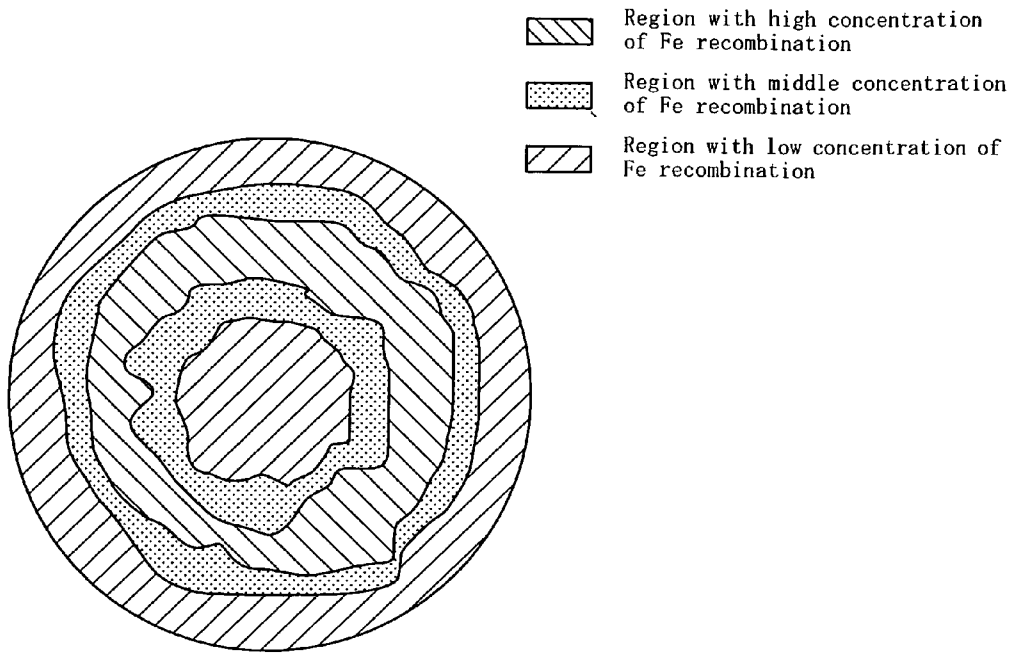 Region with high concentration
of Fe recombination
Region with middle concentration
of Fe recombination
Region with low concentration of
Fe recombination